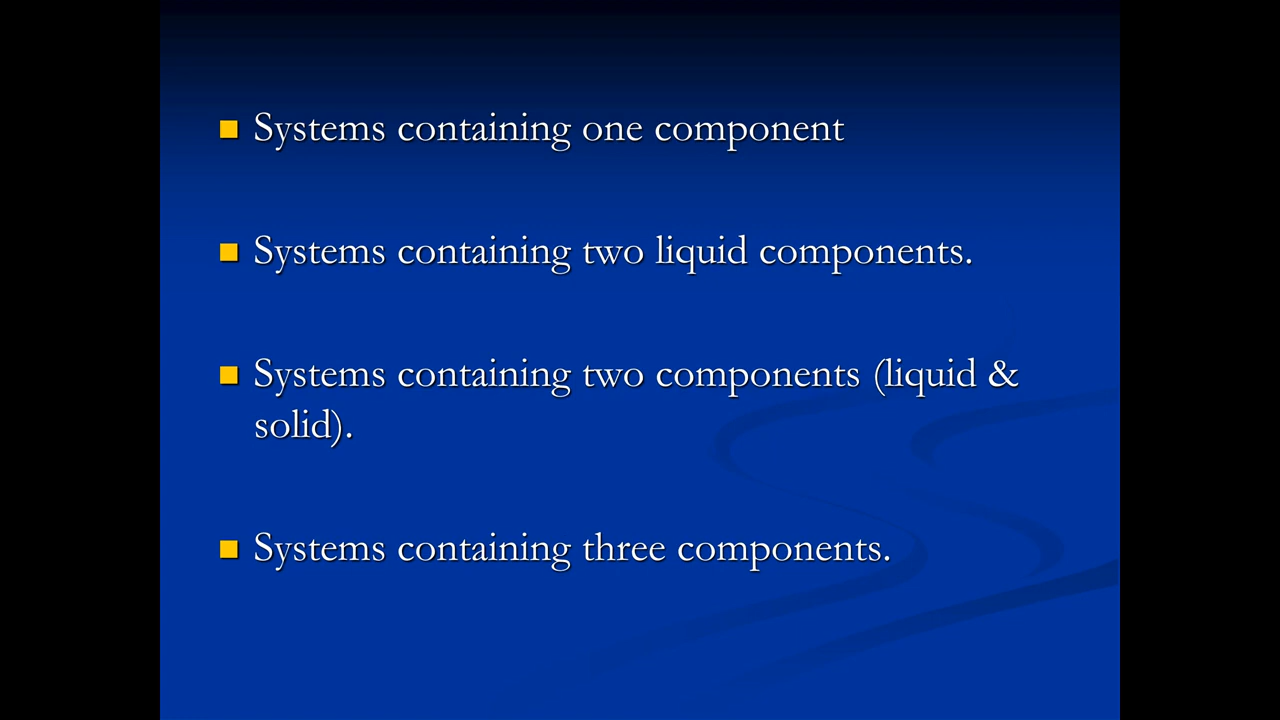 Systems containing one component
Systems containing two liquid components.
Systems containing two components (liquid &
solid).
Systems containing three components.